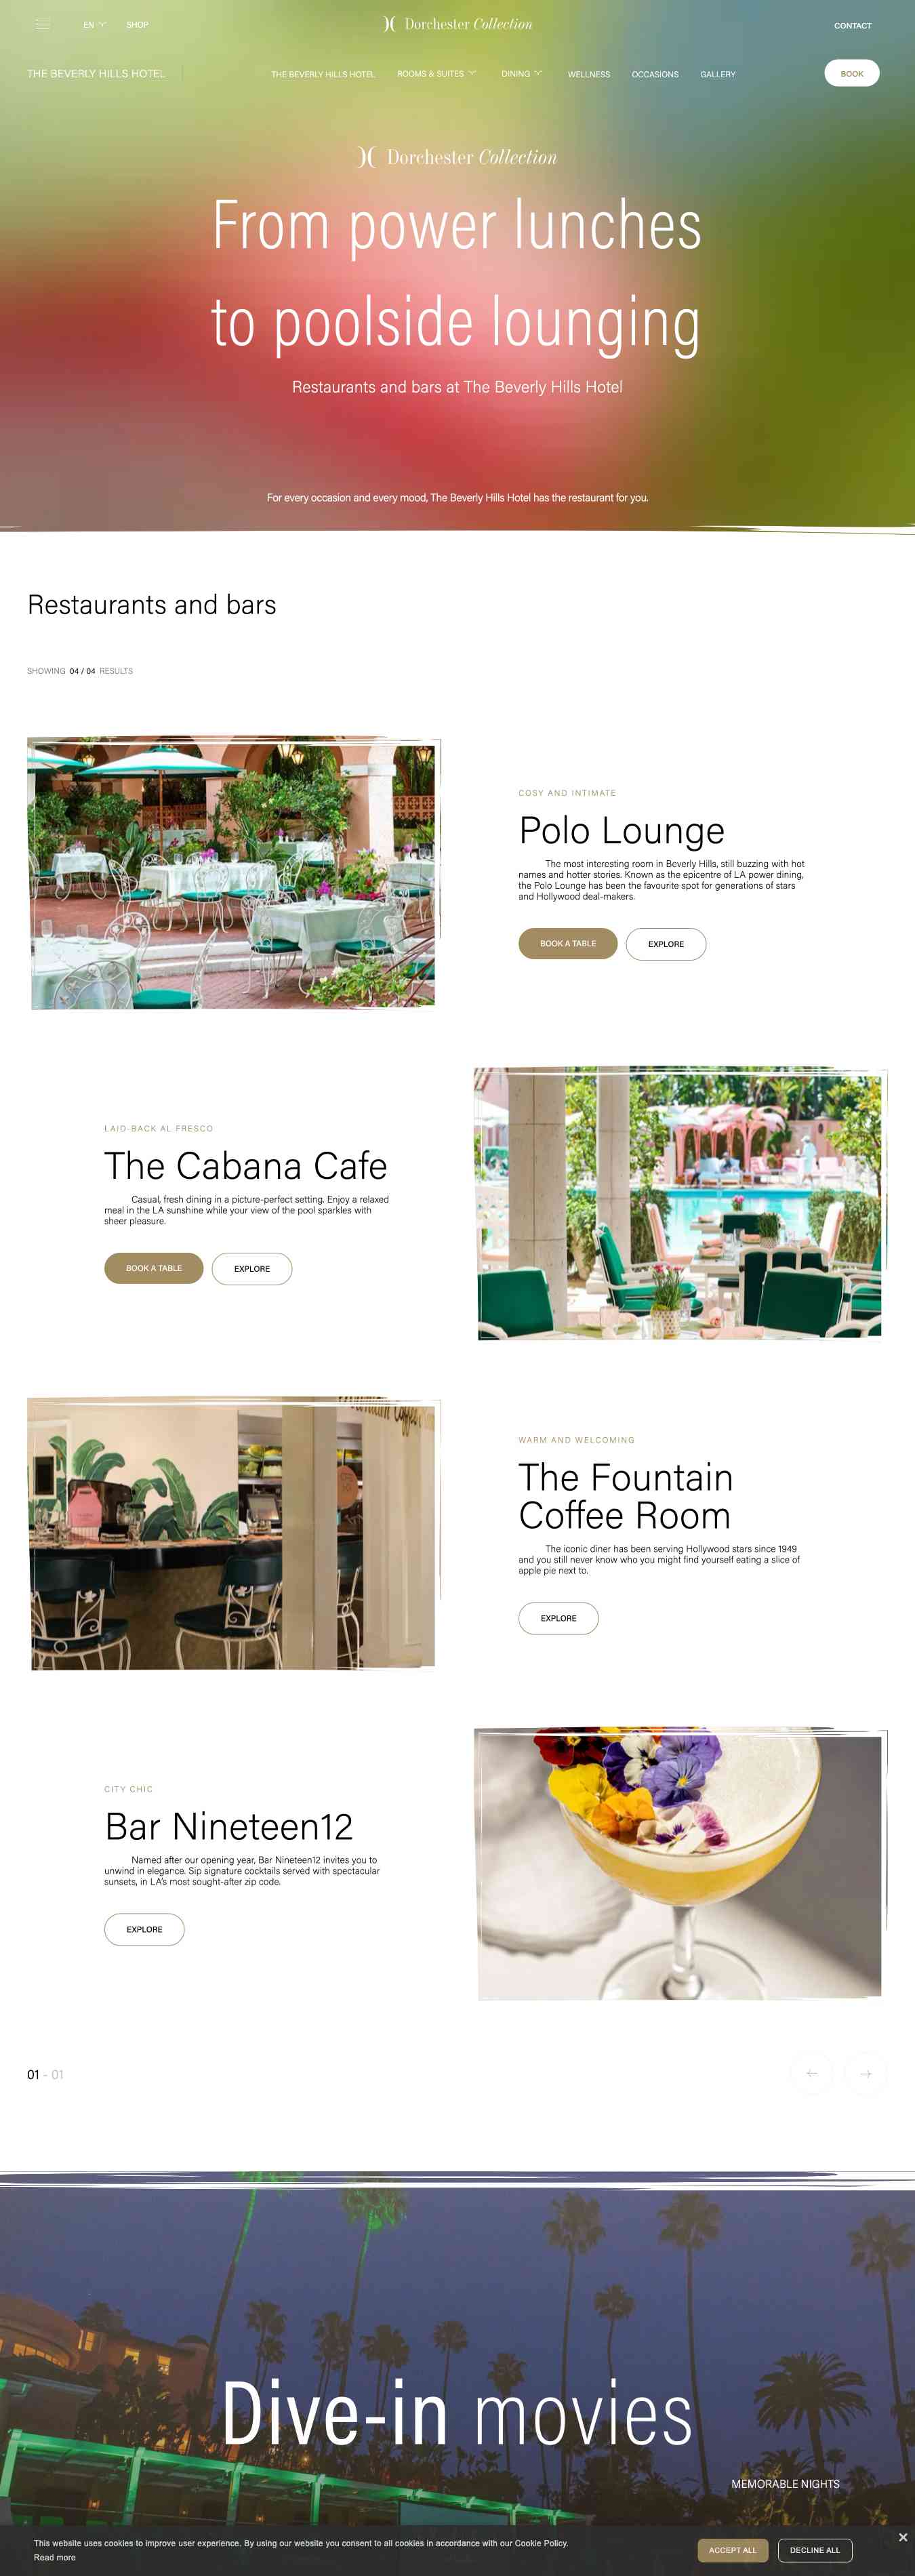 EN
SHOP
Dorchester Collection
CONTACT
THE BEVERLY HILLS HOTEL
THE BEVERLY HILLS HOTEL
ROOMS & SUITES
DINING
WELLNESS
OCCASIONS
GALLERY
BOOK
Dorchester Collection
From power lunches
to poolside lounging
Restaurants and bars at The Beverly Hills Hotel
For every occasion and every mood, The Beverly Hills Hotel has the restaurant for you.
Restaurants and bars
SHOWING 04 / 04 RESULTS
COSY AND INTIMATE
Polo Lounge
The most interesting room in Beverly Hills, still buzzing with hot
names and hotter stories. Known as the epicentre of LA power dining,
the Polo Lounge has been the favourite spot for generations of stars
and Hollywood deal-makers.
BOOK A TABLE
EXPLORE
LAID-BACK AL FRESCO
The Cabana Cafe
Casual, fresh dining in a picture-perfect setting. Enjoy a relaxed
meal in the LA sunshine while your view of the pool sparkles with
sheer pleasure.
BOOK A TABLE
EXPLORE
WARM AND WELCOMING
The Fountain
Coffee Room
The iconic diner has been serving Hollywood stars since 1949
and you still never know who you might find yourself eating a slice of
apple pie next to.
EXPLORE
CITY CHIC
Bar Nineteen12
Named after our opening year, Bar Nineteen12 invites you to
unwind in elegance. Sip signature cocktails served with spectacular
sunsets, in LA's most sought-after zip code.
EXPLORE
01 - 01
Dive-in movies
MEMORABLE NIGHTS
This website uses cookies to improve user experience. By using our website you consent to all cookies in accordance with our Cookie Policy.
Read more
ACCEPT ALL
DECLINE ALL